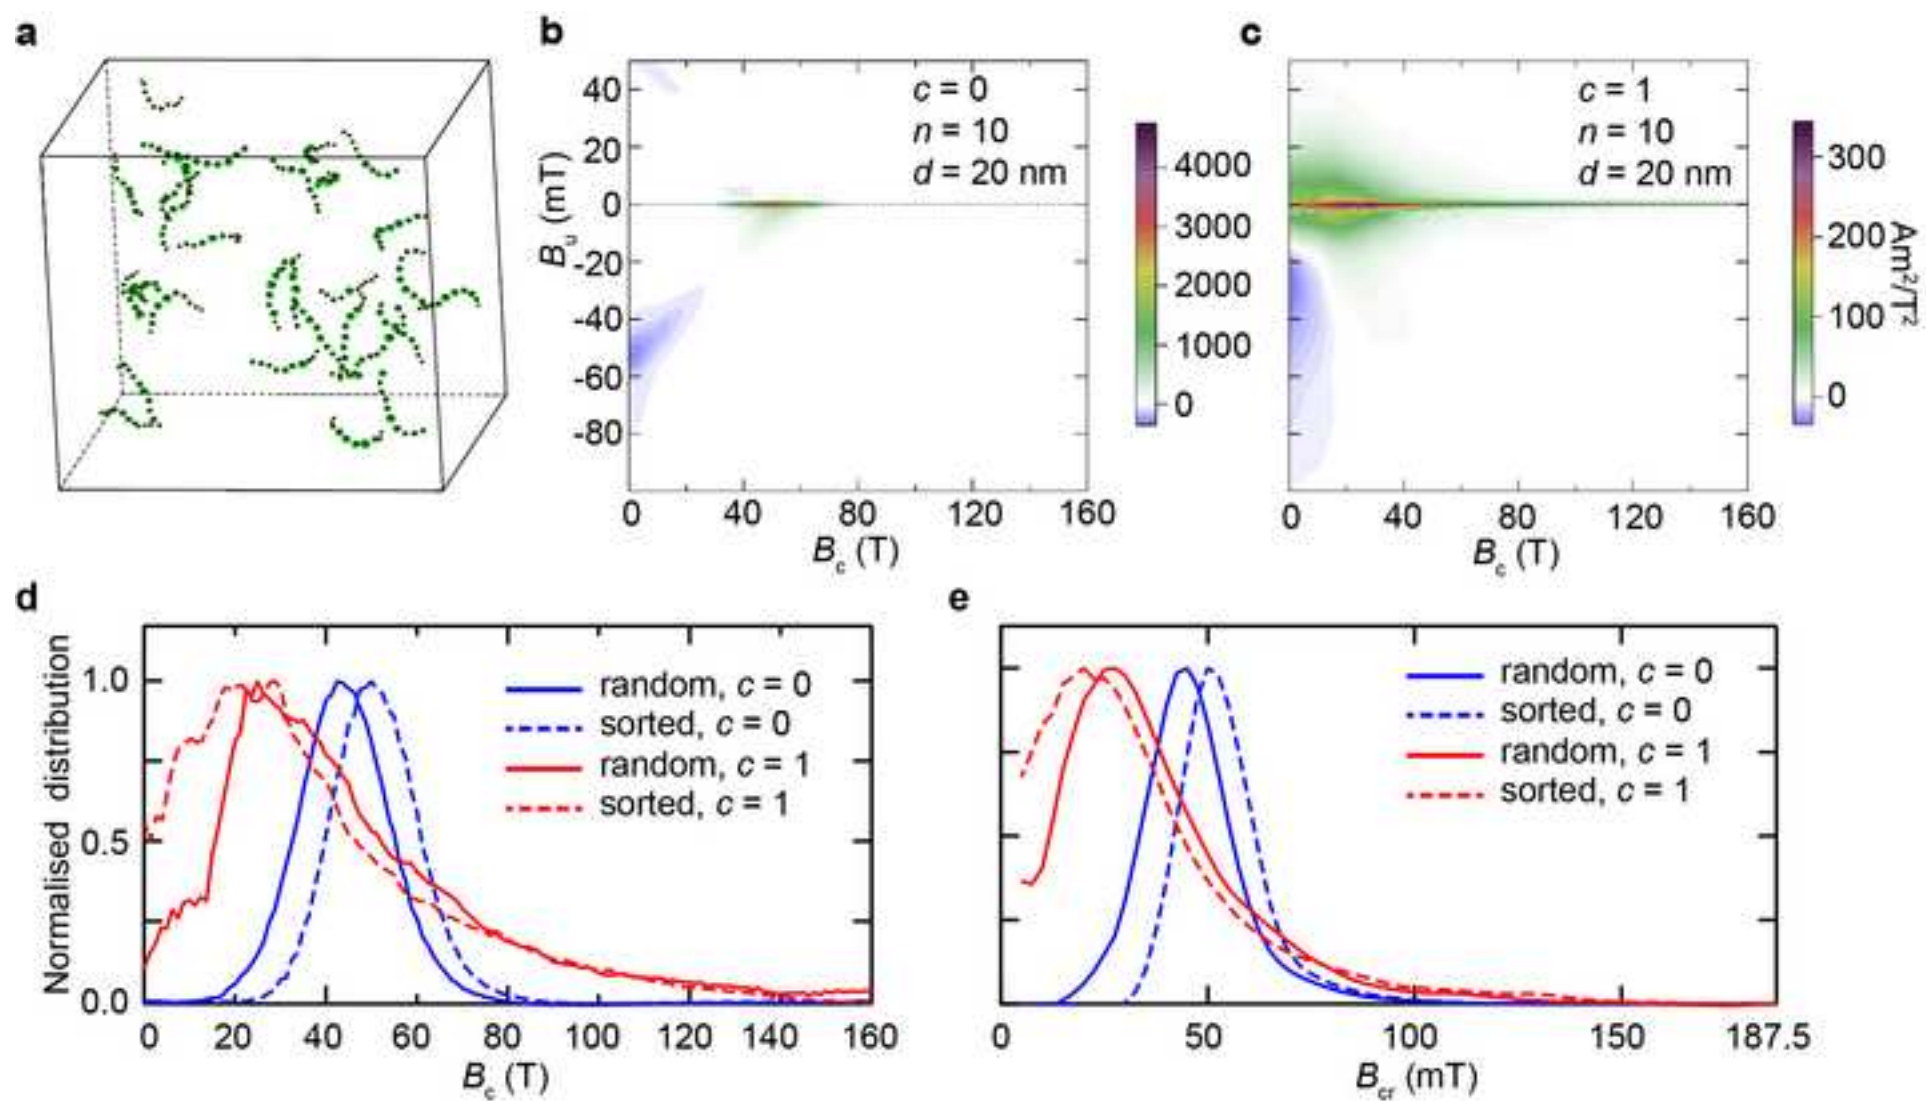 a
b
c
c = 0
n = 10
d = 20 nm
40
20
0
-20
-40
-60
-80
Bu (mT)
0 40 80 120 160
Bc (T)
4000
3000
2000
1000
0
c = 1
n = 10
d = 20 nm
0 40 80 120 160
Bc (T)
300
200
100
0
Am²/T²
d
Normalised distribution
1.0
0.5
0.0
random, c = 0
sorted, c = 0
random, c = 1
sorted, c = 1
0 20 40 60 80 100 120 140 160
Bc (T)
e
random, c = 0
sorted, c = 0
random, c = 1
sorted, c = 1
0 50 100 150 187.5
Bcr (mT)